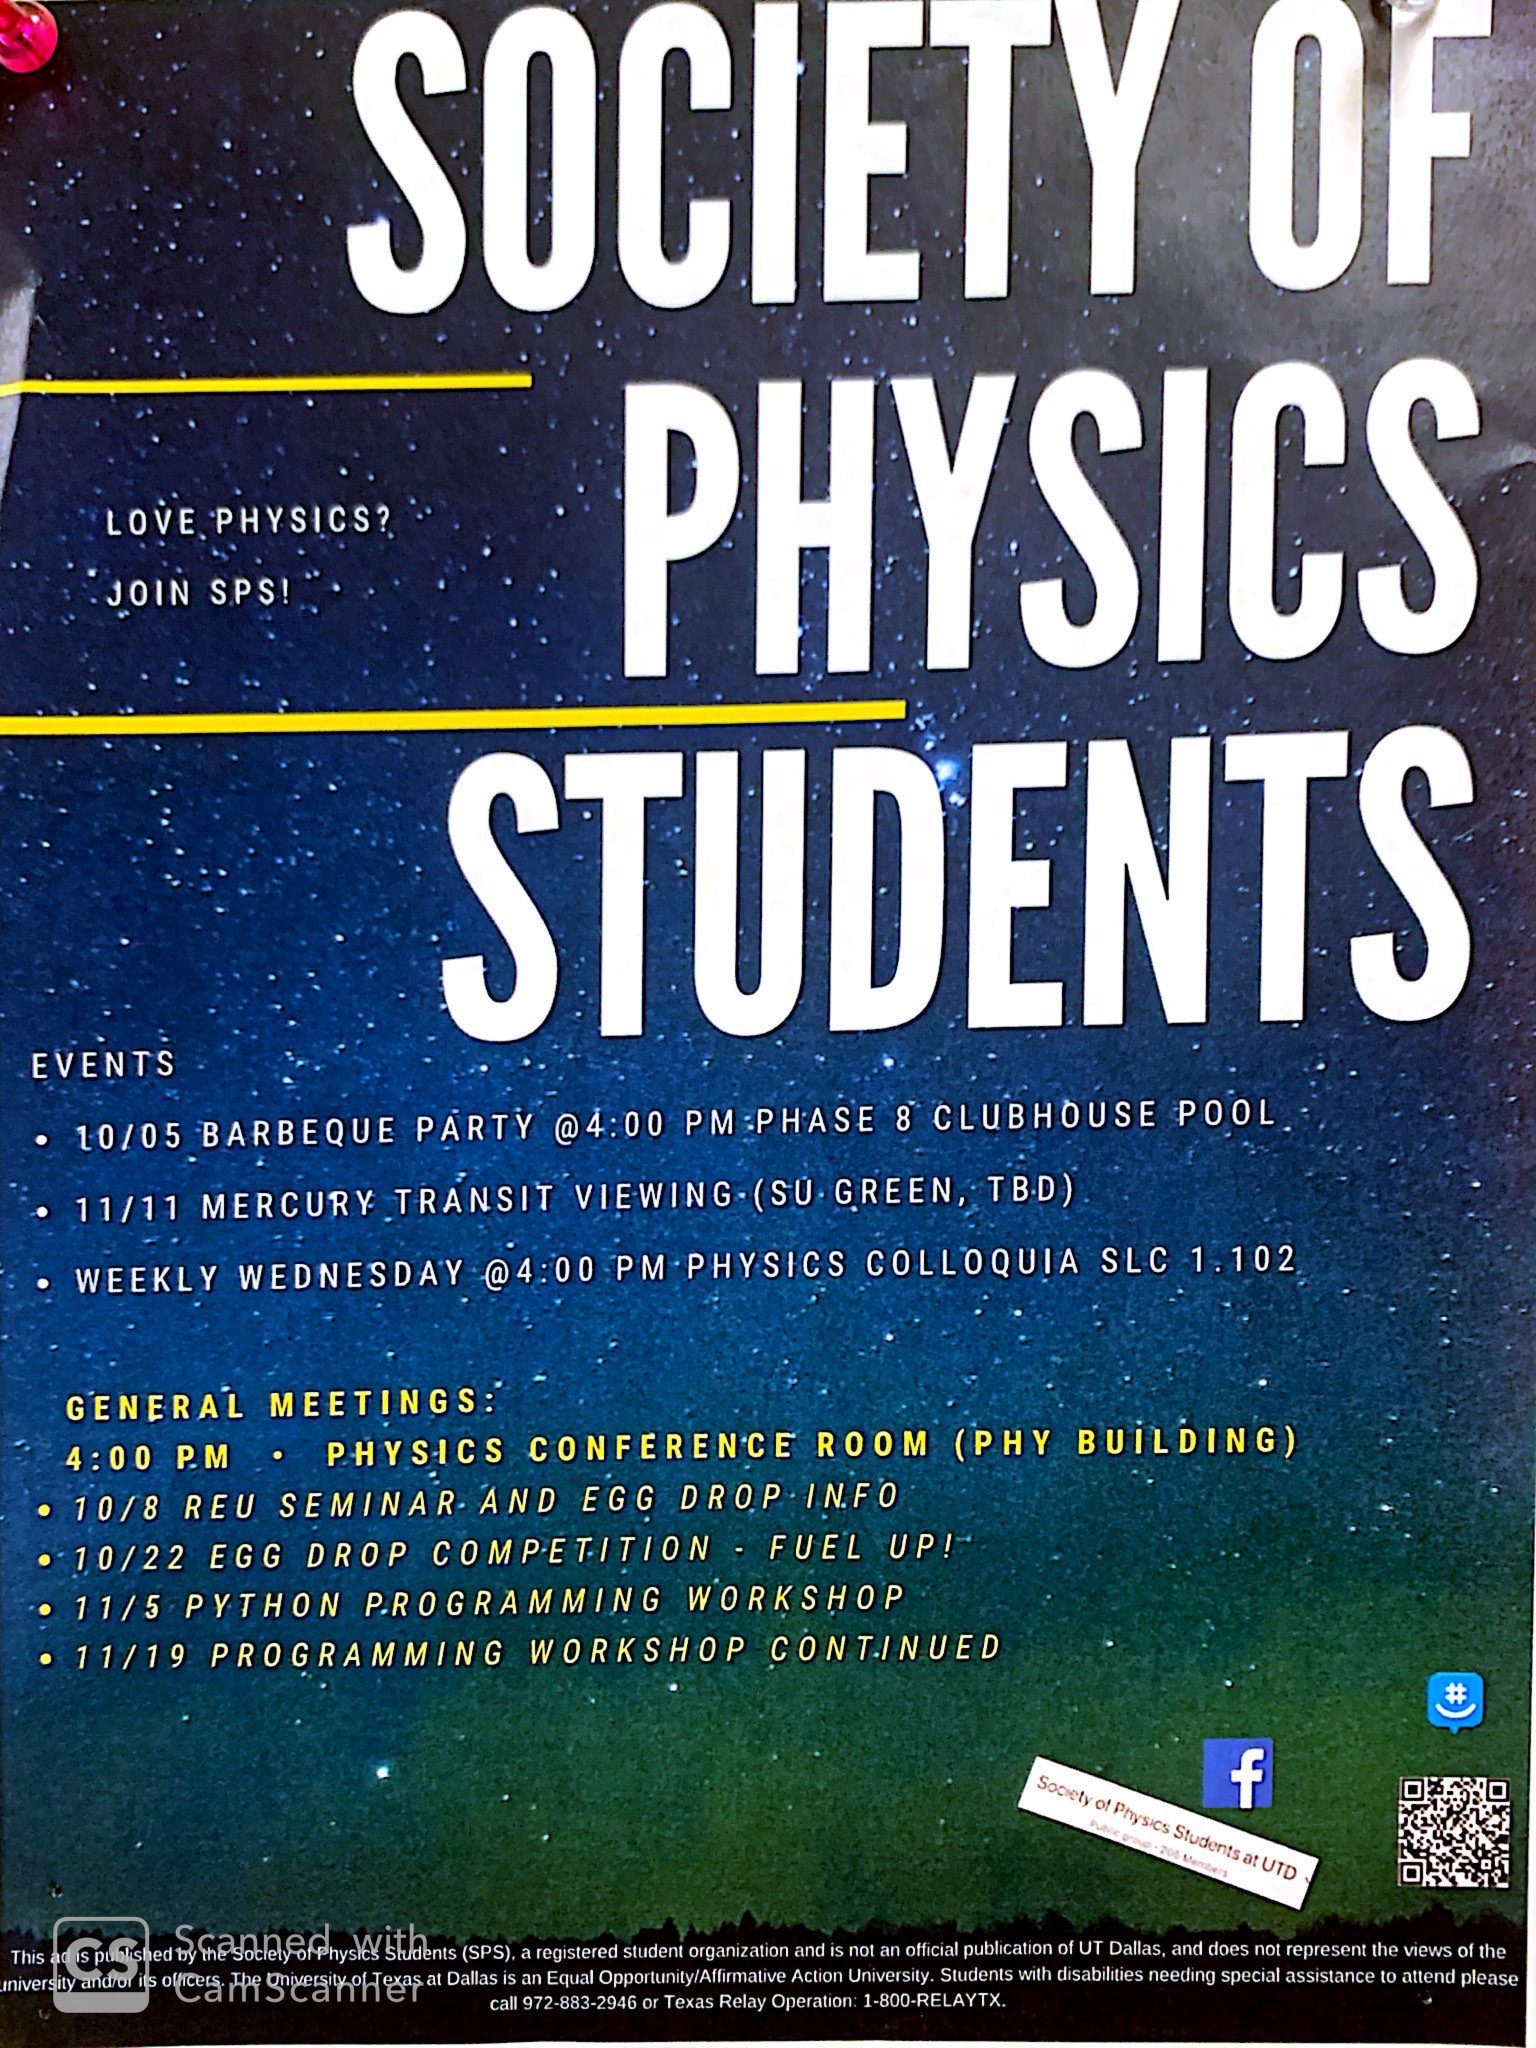 SOCIETY OF
PHYSICS
STUDENTS
LOVE PHYSICS?
JOIN SPS!
EVENTS
• 10/05 BARBEQUE PARTY @4:00 PM PHASE 8 CLUBHOUSE POOL
• 11/11 MERCURY TRANSIT VIEWING (SU GREEN, TBD)
• WEEKLY WEDNESDAY @4:00 PM PHYSICS COLLOQUIA SLC 1.102
GENERAL MEETINGS:
4:00 PM • PHYSICS CONFERENCE ROOM (PHY BUILDING)
• 10/8 REU SEMINAR AND EGG DROP INFO
• 10/22 EGG DROP COMPETITION - FUEL UP!
• 11/5 PYTHON PROGRAMMING WORKSHOP
• 11/19 PROGRAMMING WORKSHOP CONTINUED
#
f
Society of Physics Students at UTD
Public group · 266 Members
This ad is published by the Society of Physics Students (SPS), a registered student organization and is not an official publication of UT Dallas, and does not represent the views of the
university and/or its officers. The University of Texas at Dallas is an Equal Opportunity/Affirmative Action University. Students with disabilities needing special assistance to attend please
call 972-883-2946 or Texas Relay Operation: 1-800-RELAYTX.
CS
Scanned with
CamScanner